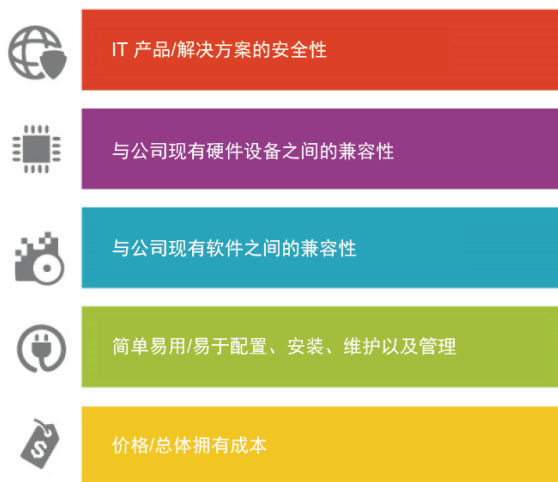 IT 产品/解决方案的安全性
与公司现有硬件设备之间的兼容性
与公司现有软件之间的兼容性
简单易用/易于配置、安装、维护以及管理
价格/总体拥有成本
$